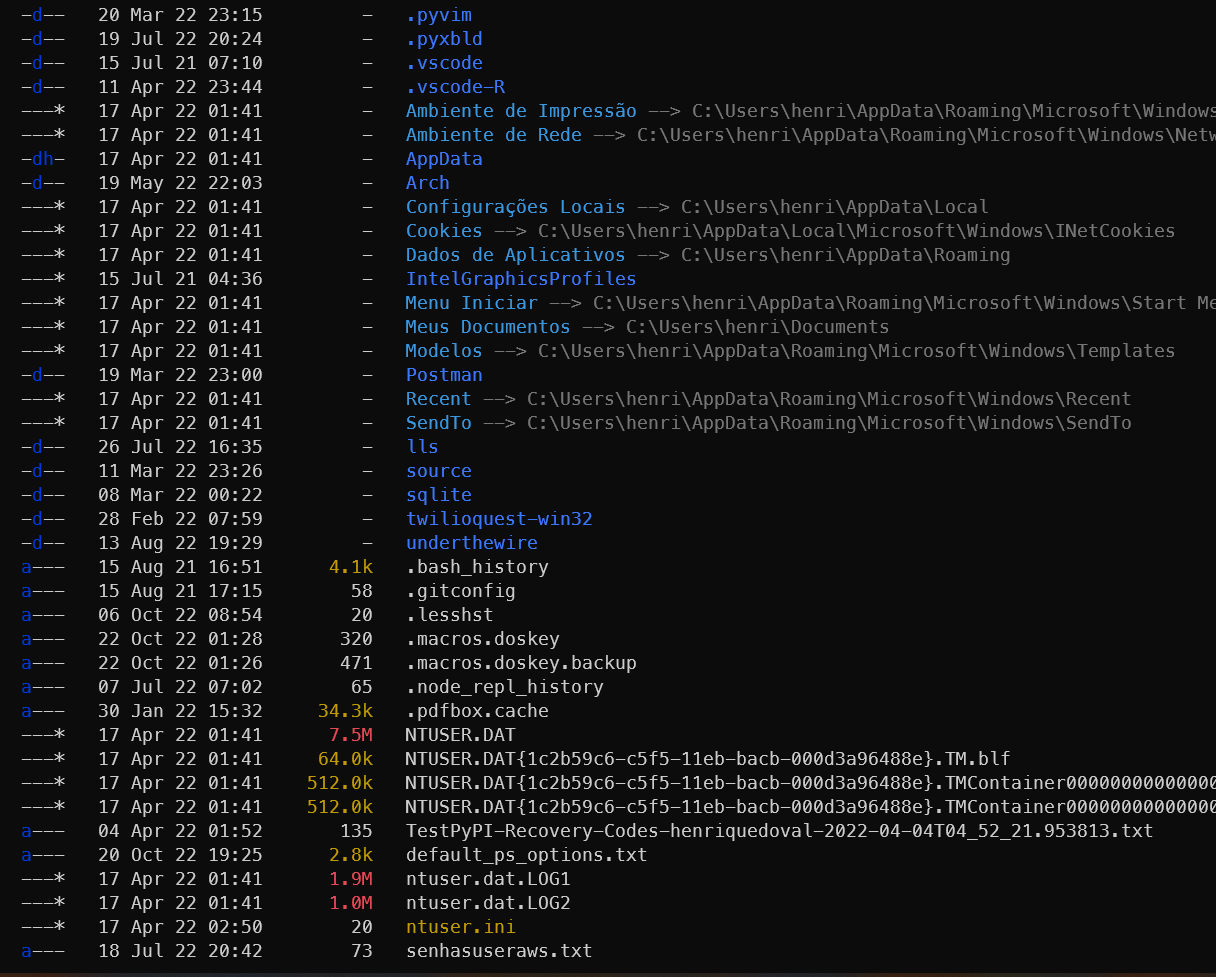 -d-- 20 Mar 22 23:15 - .pyvim
-d-- 19 Jul 22 20:24 - .pyxbld
-d-- 15 Jul 21 07:10 - .vscode
-d-- 11 Apr 22 23:44 - .vscode-R
---* 17 Apr 22 01:41 - Ambiente de Impressão --> C:\Users\henri\AppData\Roaming\Microsoft\Windows
---* 17 Apr 22 01:41 - Ambiente de Rede --> C:\Users\henri\AppData\Roaming\Microsoft\Windows\Netw
-dh- 17 Apr 22 01:41 - AppData
-d-- 19 May 22 22:03 - Arch
---* 17 Apr 22 01:41 - Configurações Locais --> C:\Users\henri\AppData\Local
---* 17 Apr 22 01:41 - Cookies --> C:\Users\henri\AppData\Local\Microsoft\Windows\INetCookies
---* 17 Apr 22 01:41 - Dados de Aplicativos --> C:\Users\henri\AppData\Roaming
---* 15 Jul 21 04:36 - IntelGraphicsProfiles
---* 17 Apr 22 01:41 - Menu Iniciar --> C:\Users\henri\AppData\Roaming\Microsoft\Windows\Start Me
---* 17 Apr 22 01:41 - Meus Documentos --> C:\Users\henri\Documents
---* 17 Apr 22 01:41 - Modelos --> C:\Users\henri\AppData\Roaming\Microsoft\Windows\Templates
-d-- 19 Mar 22 23:00 - Postman
---* 17 Apr 22 01:41 - Recent --> C:\Users\henri\AppData\Roaming\Microsoft\Windows\Recent
---* 17 Apr 22 01:41 - SendTo --> C:\Users\henri\AppData\Roaming\Microsoft\Windows\SendTo
-d-- 26 Jul 22 16:35 - lls
-d-- 11 Mar 22 23:26 - source
-d-- 08 Mar 22 00:22 - sqlite
-d-- 28 Feb 22 07:59 - twilioquest-win32
-d-- 13 Aug 22 19:29 - underthewire
a--- 15 Aug 21 16:51 4.1k .bash_history
a--- 15 Aug 21 17:15 58 .gitconfig
a--- 06 Oct 22 08:54 20 .lesshst
a--- 22 Oct 22 01:28 320 .macros.doskey
a--- 22 Oct 22 01:26 471 .macros.doskey.backup
a--- 07 Jul 22 07:02 65 .node_repl_history
a--- 30 Jan 22 15:32 34.3k .pdfbox.cache
---* 17 Apr 22 01:41 7.5M NTUSER.DAT
---* 17 Apr 22 01:41 64.0k NTUSER.DAT{1c2b59c6-c5f5-11eb-bacb-000d3a96488e}.TM.blf
---* 17 Apr 22 01:41 512.0k NTUSER.DAT{1c2b59c6-c5f5-11eb-bacb-000d3a96488e}.TMContainer00000000000000
---* 17 Apr 22 01:41 512.0k NTUSER.DAT{1c2b59c6-c5f5-11eb-bacb-000d3a96488e}.TMContainer00000000000000
a--- 04 Apr 22 01:52 135 TestPyPI-Recovery-Codes-henriquedoval-2022-04-04T04_52_21.953813.txt
a--- 20 Oct 22 19:25 2.8k default_ps_options.txt
---* 17 Apr 22 01:41 1.9M ntuser.dat.LOG1
---* 17 Apr 22 01:41 1.0M ntuser.dat.LOG2
---* 17 Apr 22 02:50 20 ntuser.ini
a--- 18 Jul 22 20:42 73 senhasuseraws.txt